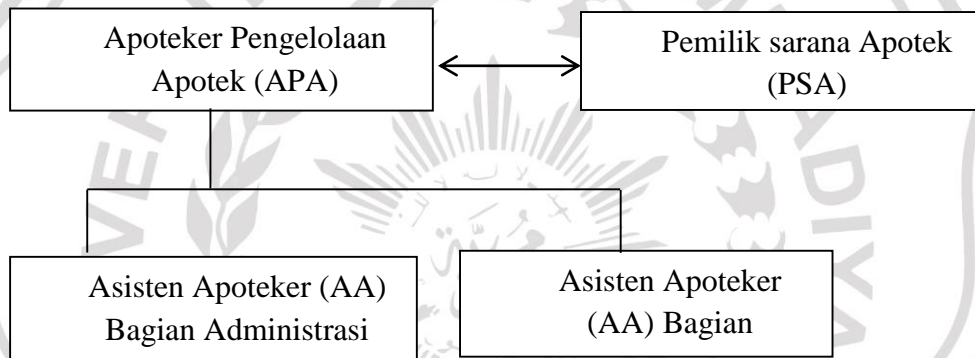 Apoteker Pengelolaan
Apotek (APA)
Pemilik sarana Apotek
(PSA)
Asisten Apoteker (AA)
Bagian Administrasi
Asisten Apoteker
(AA) Bagian